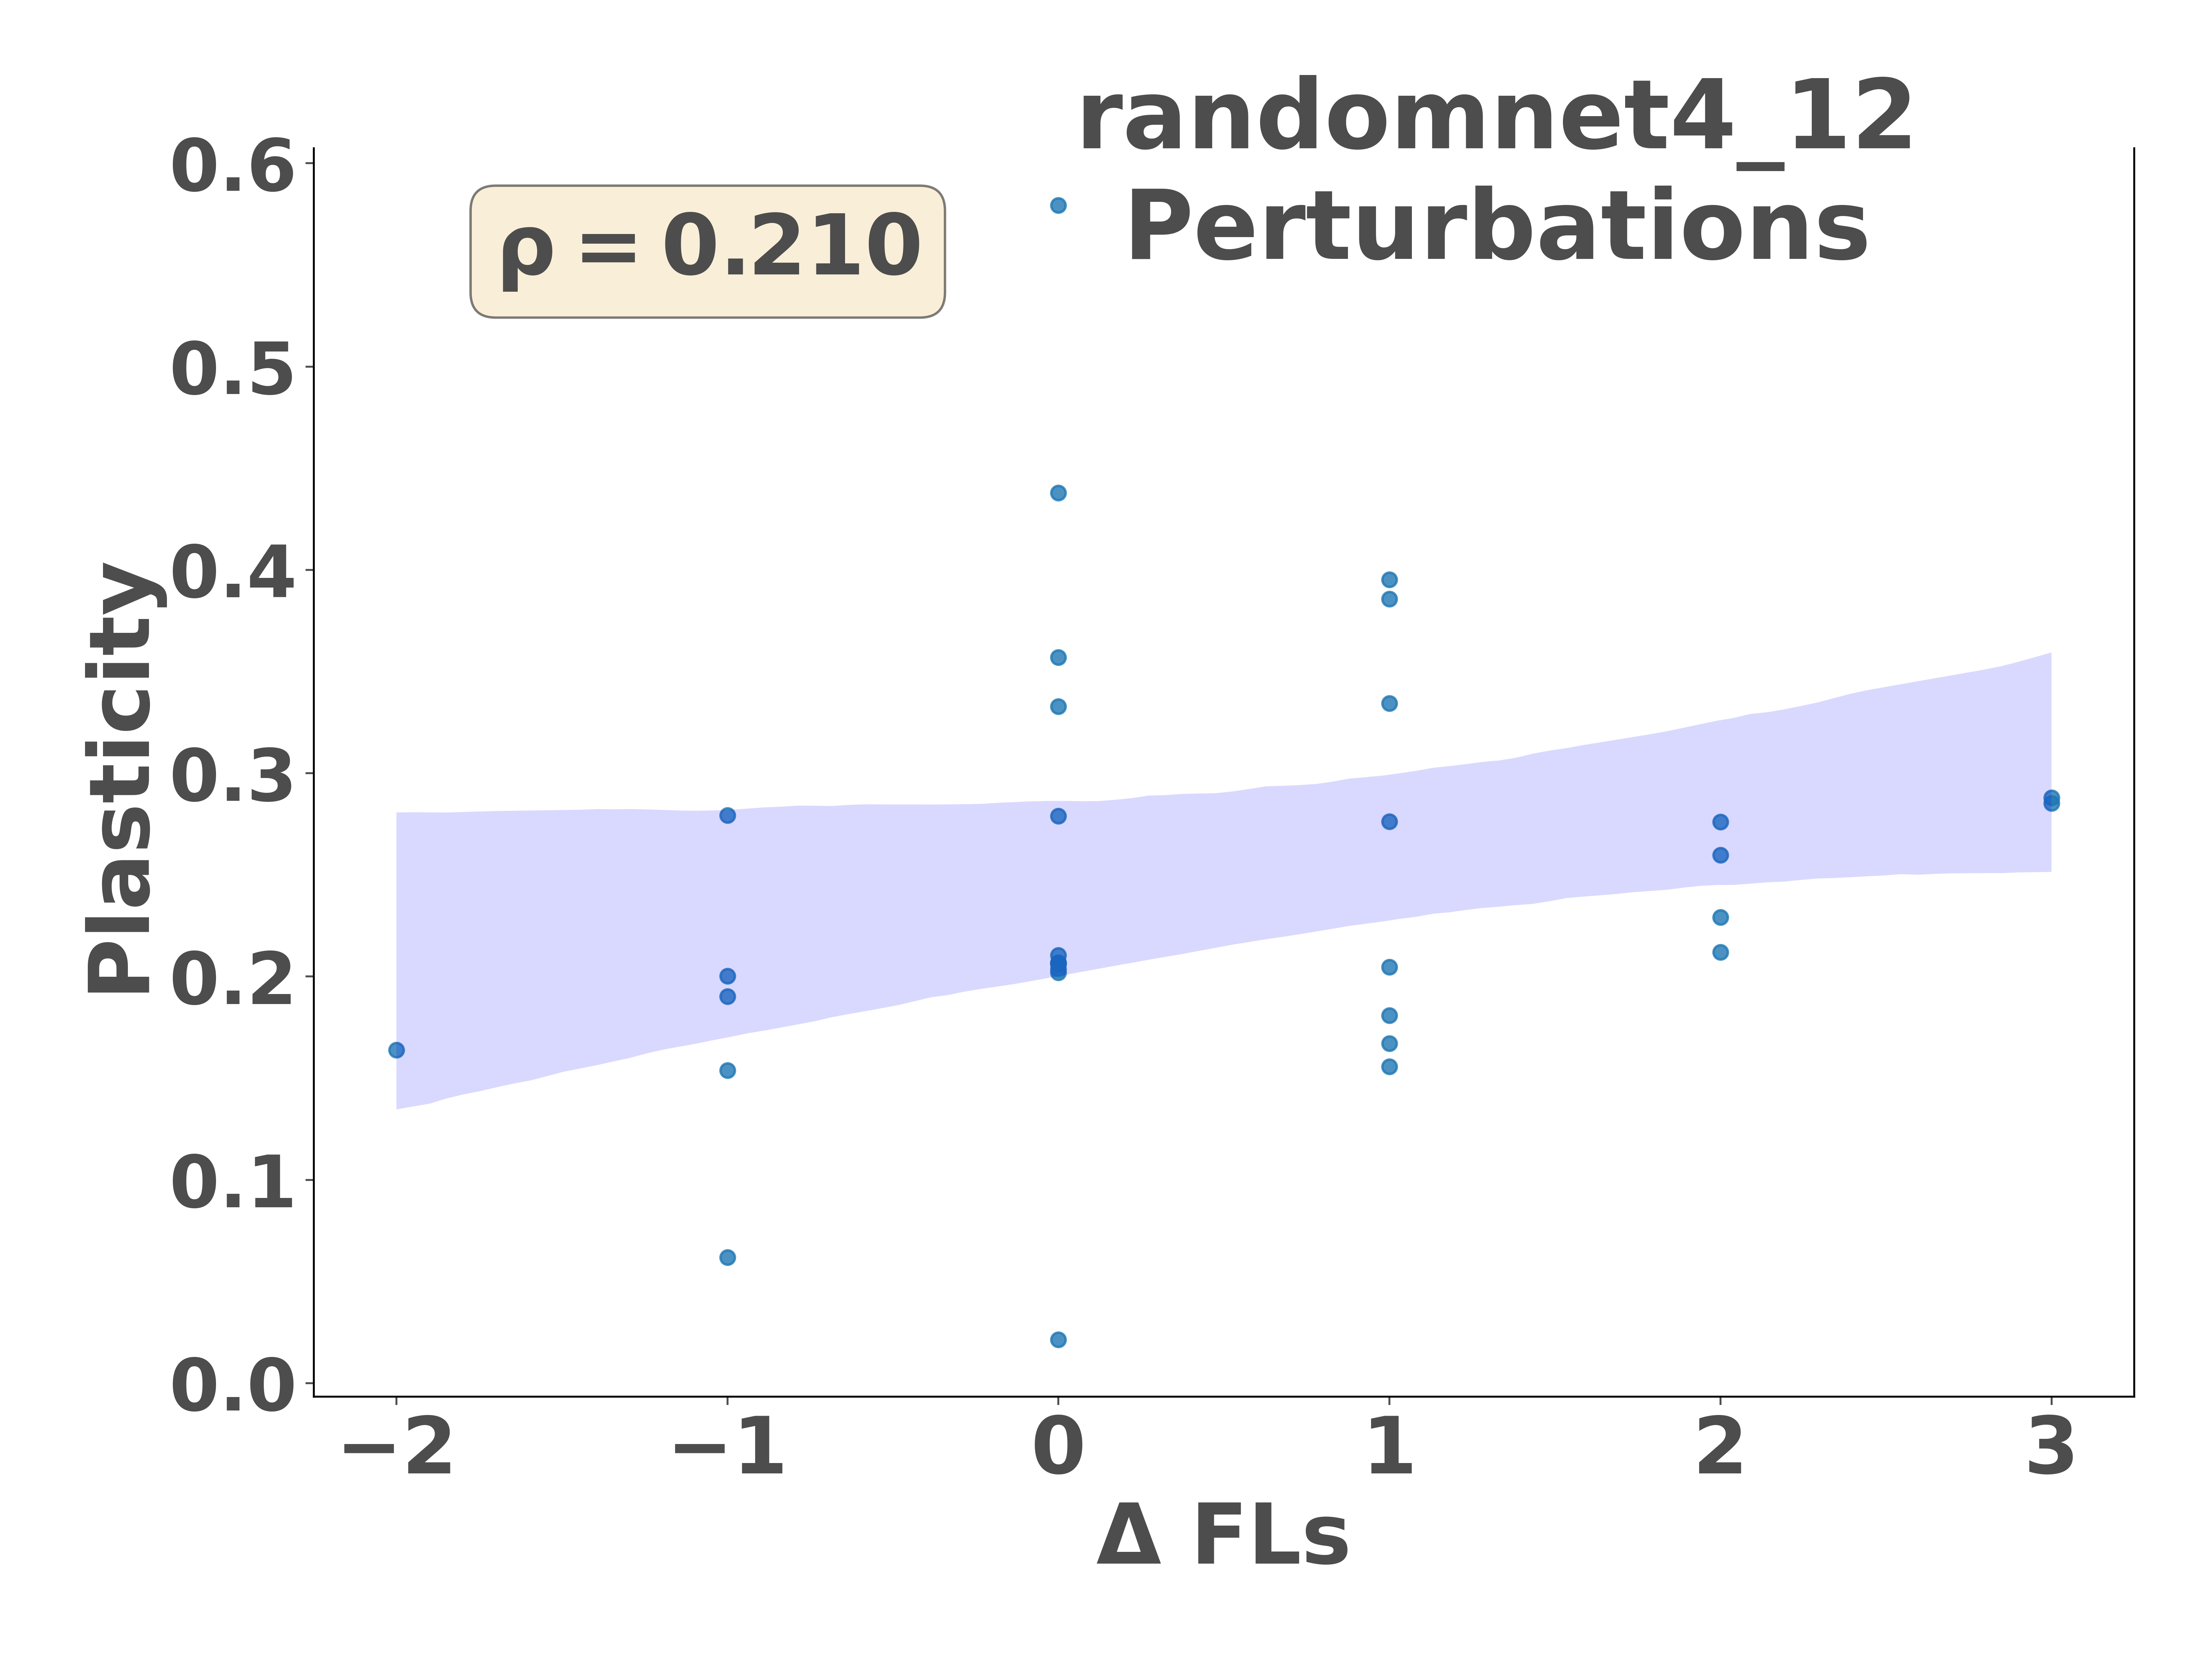 randomnet4_12
Perturbations
ρ = 0.210
Plasticity
0.6
0.5
0.4
0.3
0.2
0.1
0.0
−2 −1 0 1 2 3
Δ FLs